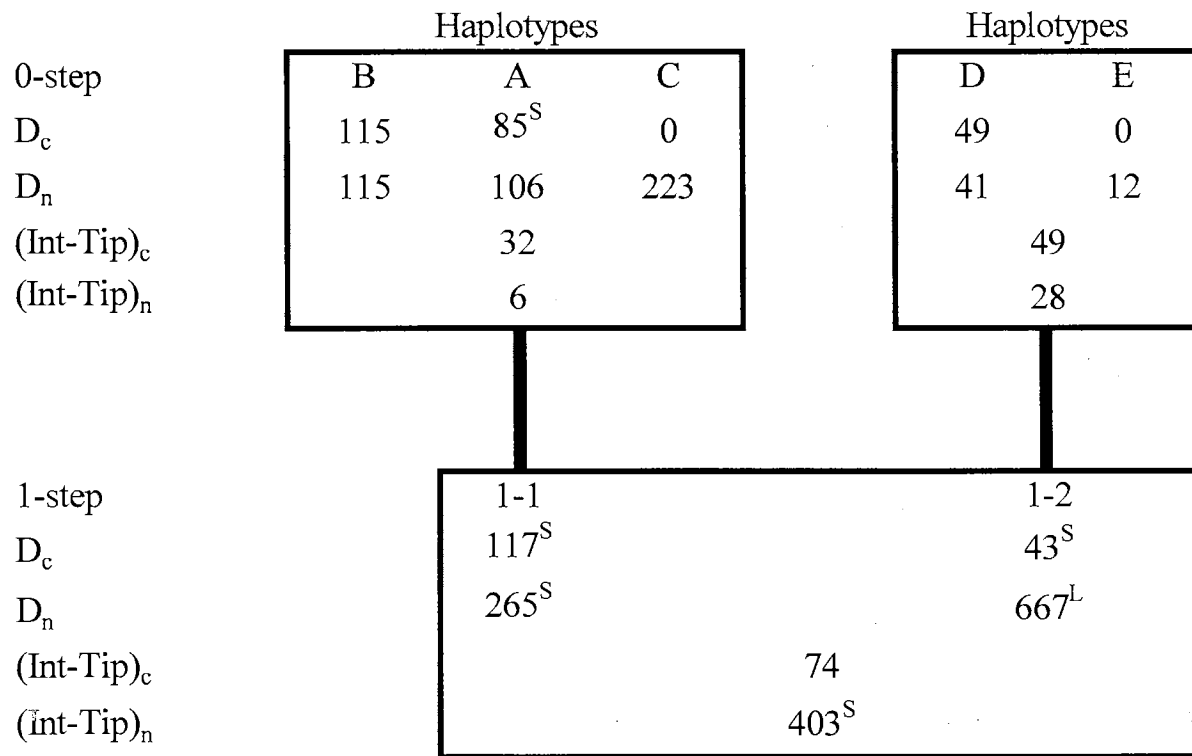 Haplotypes Haplotypes
0-step B A C D E
Dc 115 85S 0 49 0
Dn 115 106 223 41 12
(Int-Tip)c 32 49
(Int-Tip)n 6 28
1-step 1-1 1-2
Dc 117S 43S
Dn 265S 667L
(Int-Tip)c 74
(Int-Tip)n 403S